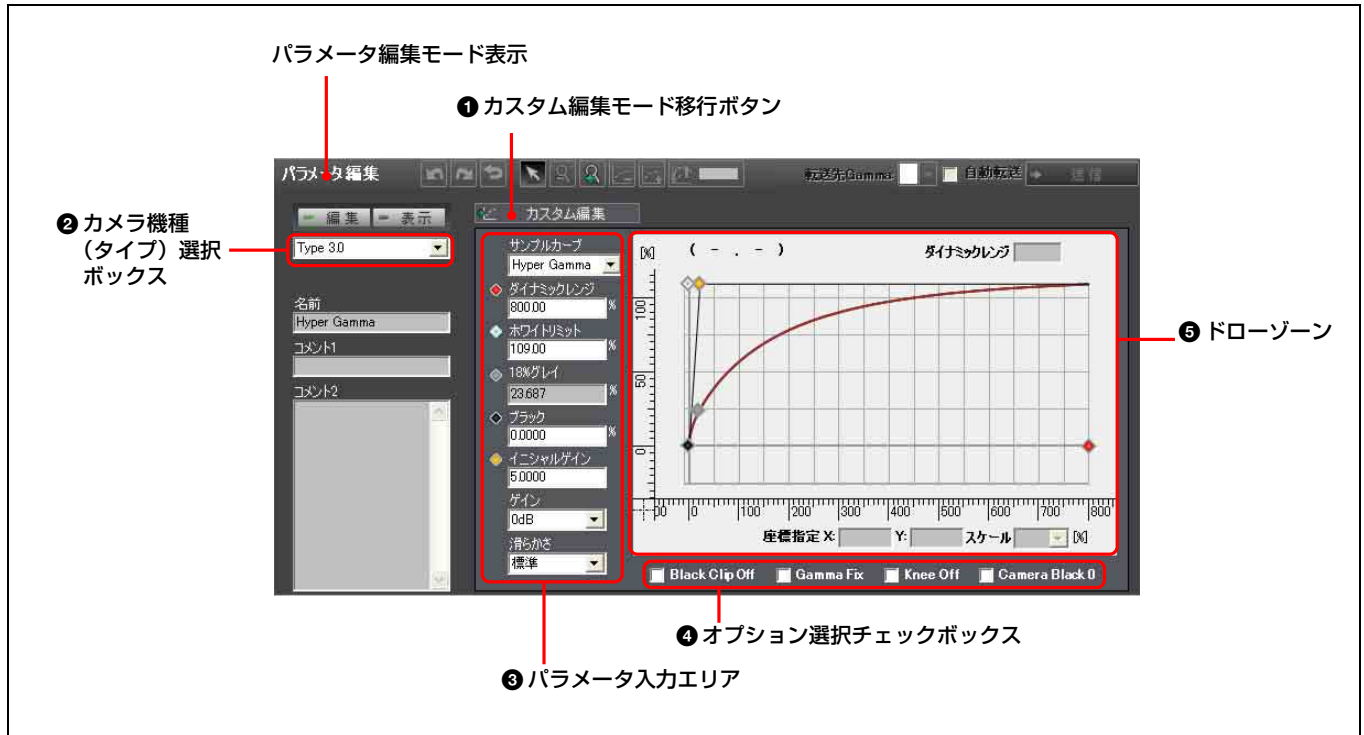 パラメータ編集モード表示
❶ カスタム編集モード移行ボタン
パラメータ編集
転送先Gamma:
自動転送
送信
❷ カメラ機種
（タイプ）選択
ボックス
編集
表示
カスタム編集
Type 3.0
名前
Hyper Gamma
コメント1
コメント2
サンプルカーブ
Hyper Gamma
ダイナミックレンジ
800.00 %
ホワイトリミット
109.00 %
18%グレイ
23.687 %
ブラック
0.0000 %
イニシャルゲイン
5.0000
ゲイン
0dB
滑らかさ
標準
[%]
( - . - )
ダイナミックレンジ
100
50
0
0 100 200 300 400 500 600 700 800
座標指定 X: Y: スケール [%]
❺ ドローゾーン
Black Clip Off Gamma Fix Knee Off Camera Black 0
❹ オプション選択チェックボックス
❸ パラメータ入力エリア